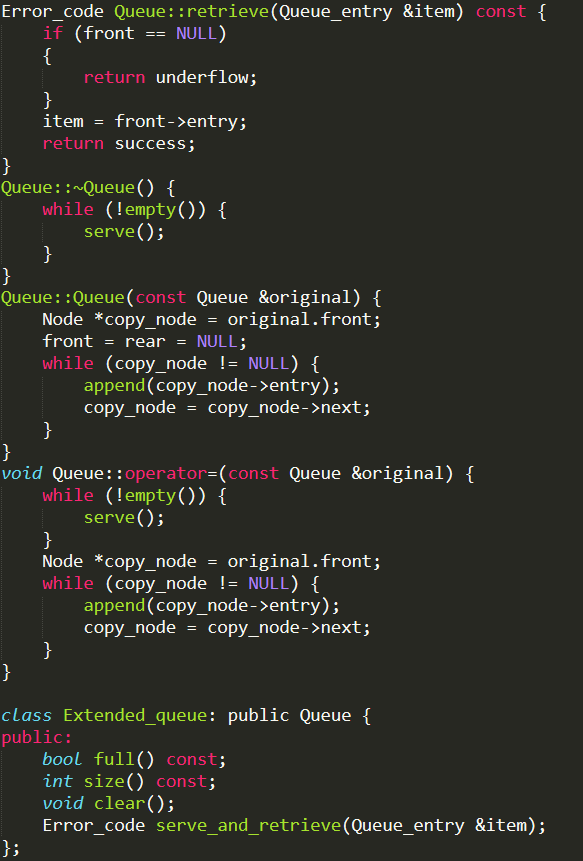 Error_code Queue::retrieve(Queue_entry &item) const {
    if (front == NULL)
    {
        return underflow;
    }
    item = front->entry;
    return success;
}
Queue::~Queue() {
    while (!empty()) {
        serve();
    }
}
Queue::Queue(const Queue &original) {
    Node *copy_node = original.front;
    front = rear = NULL;
    while (copy_node != NULL) {
        append(copy_node->entry);
        copy_node = copy_node->next;
    }
}
void Queue::operator=(const Queue &original) {
    while (!empty()) {
        serve();
    }
    Node *copy_node = original.front;
    while (copy_node != NULL) {
        append(copy_node->entry);
        copy_node = copy_node->next;
    }
}

class Extended_queue: public Queue {
public:
    bool full() const;
    int size() const;
    void clear();
    Error_code serve_and_retrieve(Queue_entry &item);
};